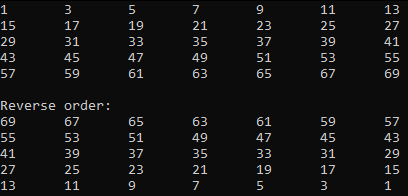 1 3 5 7 9 11 13
15 17 19 21 23 25 27
29 31 33 35 37 39 41
43 45 47 49 51 53 55
57 59 61 63 65 67 69
Reverse order:
69 67 65 63 61 59 57
55 53 51 49 47 45 43
41 39 37 35 33 31 29
27 25 23 21 19 17 15
13 11 9 7 5 3 1